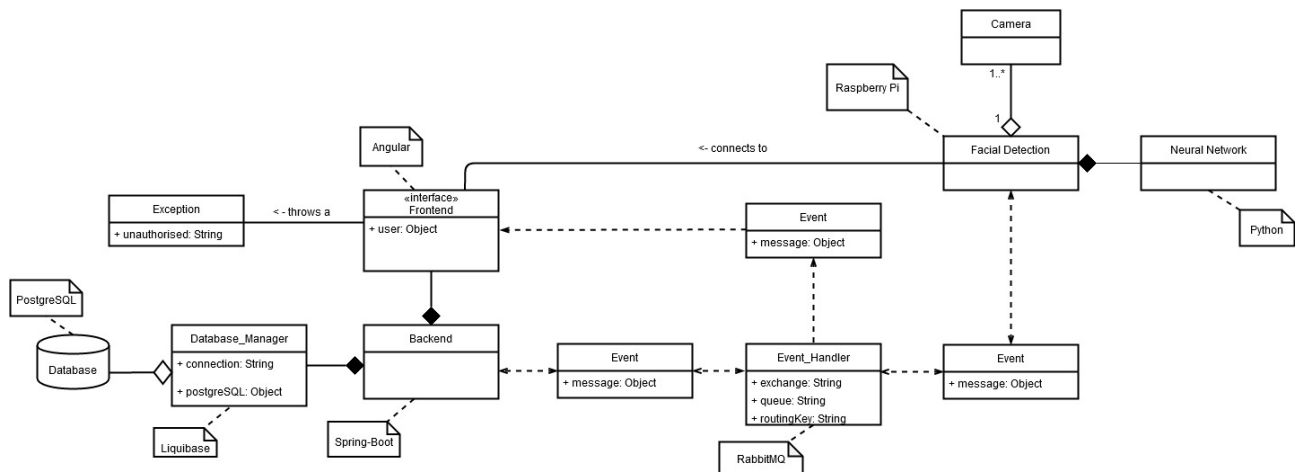 Camera
1..*
1
Raspberry Pi
Facial Detection
Neural Network
Python
<- connects to
Angular
«interface»
Frontend
+ user: Object
<- throws a
Exception
+ unauthorised: String
Event
+ message: Object
PostgreSQL
Database
Database_Manager
+ connection: String
+ postgreSQL: Object
Liquibase
Backend
Spring-Boot
Event
+ message: Object
Event_Handler
+ exchange: String
+ queue: String
+ routingKey: String
RabbitMQ
Event
+ message: Object